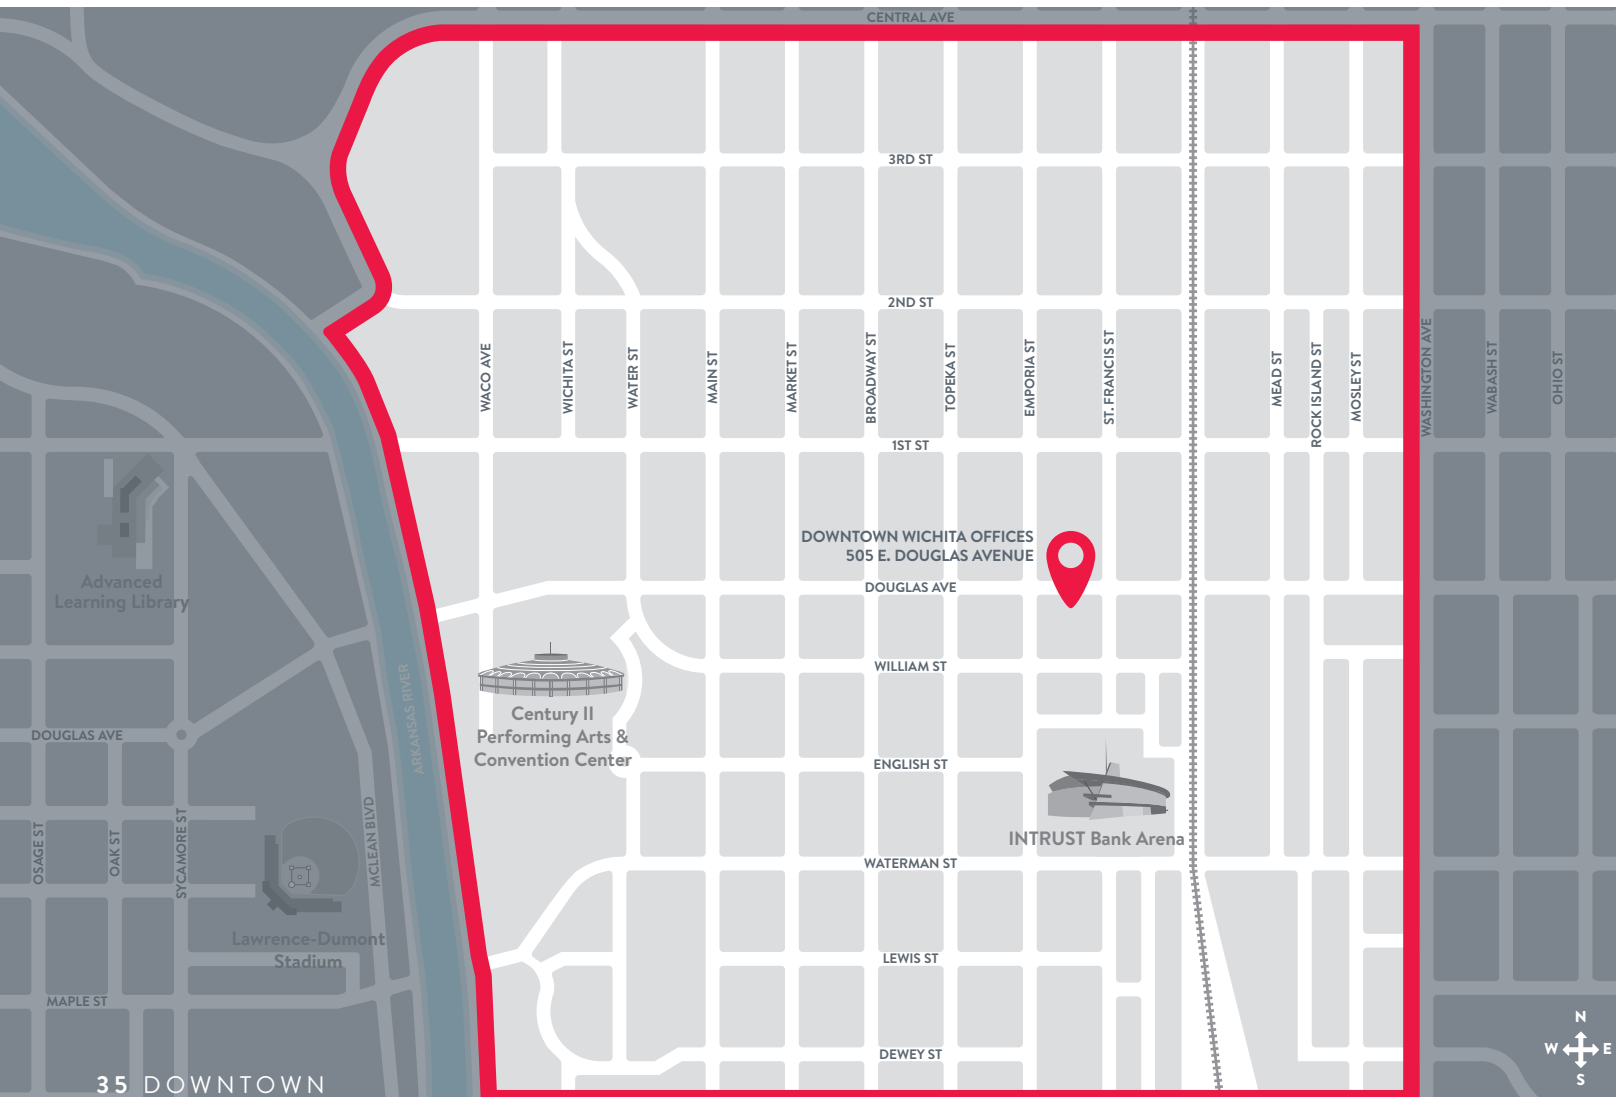 CENTRAL AVE
3RD ST
2ND ST
WACO AVE
WICHITA ST
WATER ST
MAIN ST
MARKET ST
BROADWAY ST
TOPEKA ST
EMPORIA ST
ST. FRANCIS ST
MEAD ST
ROCK ISLAND ST
MOSLEY ST
WASHINGTON AVE
WABASH ST
OHIO ST
1ST ST
DOWNTOWN WICHITA OFFICES
505 E. DOUGLAS AVENUE
DOUGLAS AVE
Advanced
Learning Library
WILLIAM ST
ARKANSAS RIVER
Century II
Performing Arts &
Convention Center
DOUGLAS AVE
ENGLISH ST
INTRUST Bank Arena
OSAGE ST
OAK ST
SYCAMORE ST
MCLEAN BLVD
WATERMAN ST
Lawrence-Dumont
Stadium
LEWIS ST
MAPLE ST
DEWEY ST
N
W E
S
35 DOWNTOWN